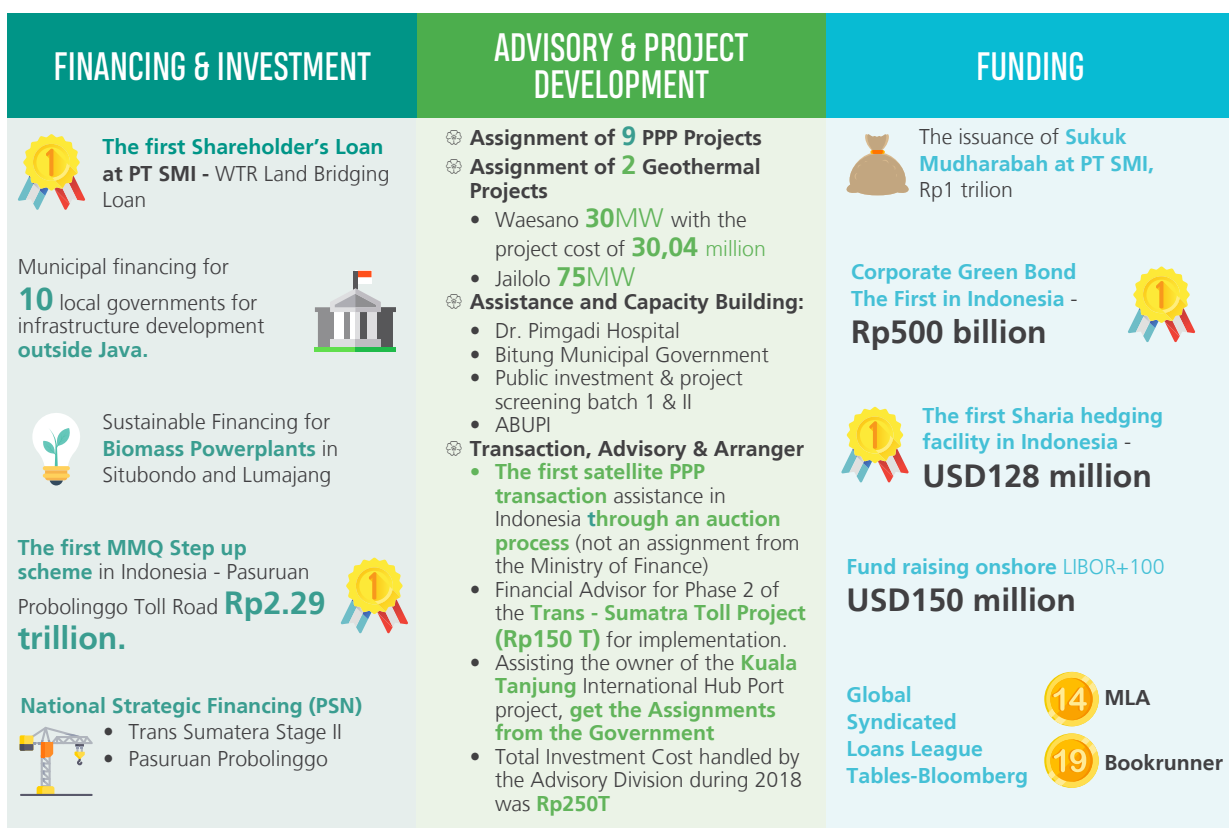 FINANCING & INVESTMENT
1
The first Shareholder's Loan
at PT SMI - WTR Land Bridging
Loan
Municipal financing for
10 local governments for
infrastructure development
outside Java.
Sustainable Financing for
Biomass Powerplants in
Situbondo and Lumajang
The first MMQ Step up
scheme in Indonesia - Pasuruan
Probolinggo Toll Road Rp2.29
trillion.
1
National Strategic Financing (PSN)
• Trans Sumatera Stage II
• Pasuruan Probolinggo
ADVISORY & PROJECT
DEVELOPMENT
Assignment of 9 PPP Projects
Assignment of 2 Geothermal
Projects
• Waesano 30MW with the
project cost of 30,04 million
• Jailolo 75MW
Assistance and Capacity Building:
• Dr. Pimgadi Hospital
• Bitung Municipal Government
• Public investment & project
screening batch 1 & II
• ABUPI
Transaction, Advisory & Arranger
• The first satellite PPP
transaction assistance in
Indonesia through an auction
process (not an assignment from
the Ministry of Finance)
• Financial Advisor for Phase 2 of
the Trans - Sumatra Toll Project
(Rp150 T) for implementation.
• Assisting the owner of the Kuala
Tanjung International Hub Port
project, get the Assignments
from the Government
• Total Investment Cost handled by
the Advisory Division during 2018
was Rp250T
FUNDING
The issuance of Sukuk
Mudharabah at PT SMI,
Rp1 trilion
Corporate Green Bond
The First in Indonesia -
Rp500 billion
1
1
The first Sharia hedging
facility in Indonesia -
USD128 million
Fund raising onshore LIBOR+100
USD150 million
Global
Syndicated
Loans League
Tables-Bloomberg
14 MLA
19 Bookrunner